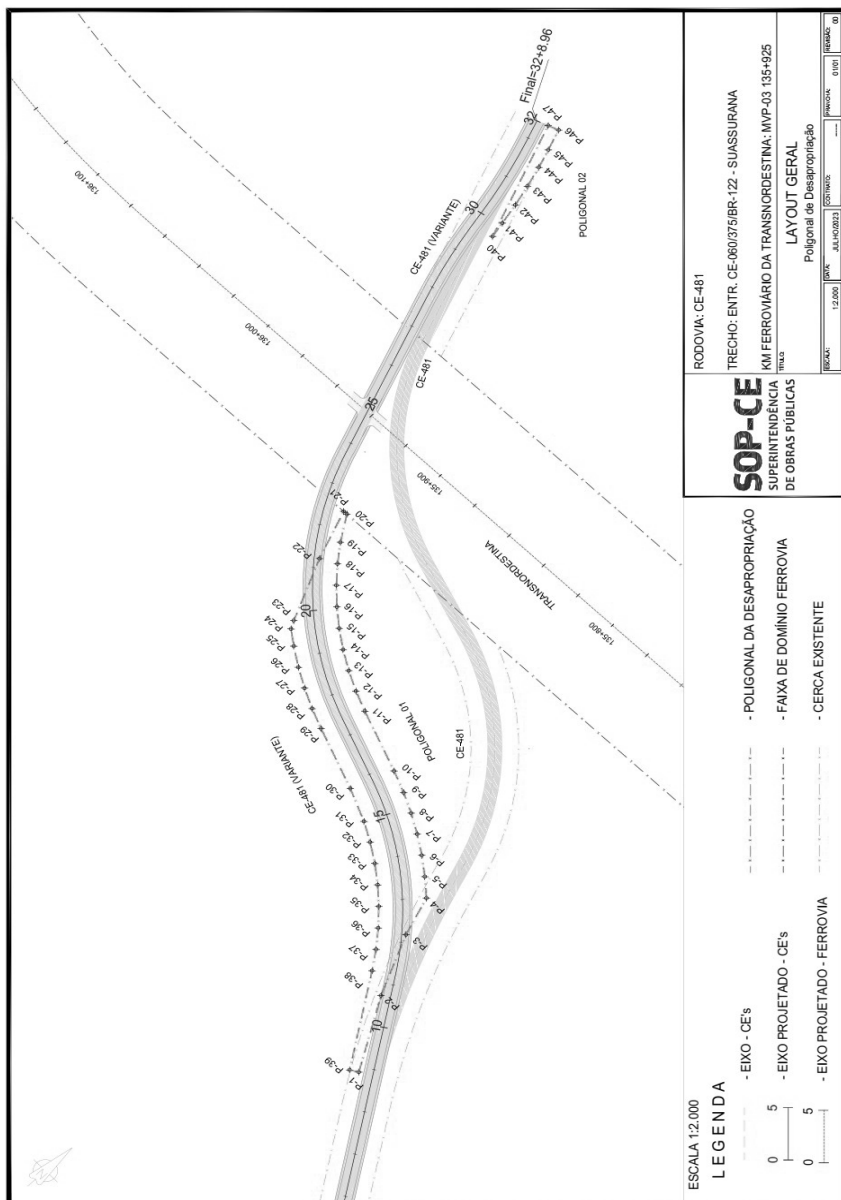 Final=32+8.96
32
P-47
P-46
P-45
P-44
P-43
P-42
P-41
P-40
POLIGONAL 02
30
CE-481 (VARIANTE)
CE-481
136+100
136+000
25
135+900
TRANSNORDESTINA
135+800
P-21
P-20
P-19
P-18
P-17
P-16
P-15
P-14
P-13
P-12
P-11
P-10
P-9
P-8
P-7
P-6
P-5
P-4
P-3
P-2
P-1
P-22
P-23
P-24
P-25
P-26
P-27
P-28
P-29
P-30
P-31
P-32
P-33
P-34
P-35
P-36
P-37
P-38
P-39
20
15
10
POLIGONAL 01
CE-481
CE-481 (VARIANTE)
ESCALA 1:2.000
LEGENDA
- EIXO - CE's
0 5 - EIXO PROJETADO - CE's
0 5 - EIXO PROJETADO - FERROVIA
- POLIGONAL DA DESAPROPRIAÇÃO
- FAIXA DE DOMÍNIO FERROVIA
- CERCA EXISTENTE
SOP-CE
SUPERINTENDÊNCIA
DE OBRAS PÚBLICAS
RODOVIA: CE-481
TRECHO: ENTR. CE-060/375/BR-122 - SUASSURANA
KM FERROVIÁRIO DA TRANSNORDESTINA: MVP-03 135+925
TÍTULO:
LAYOUT GERAL
Poligonal de Desapropriação
ESCALA: 1:2.000
DATA: JULHO/2023
CONTRATO: ----
PRANCHA: 01/01
REVISÃO: 00